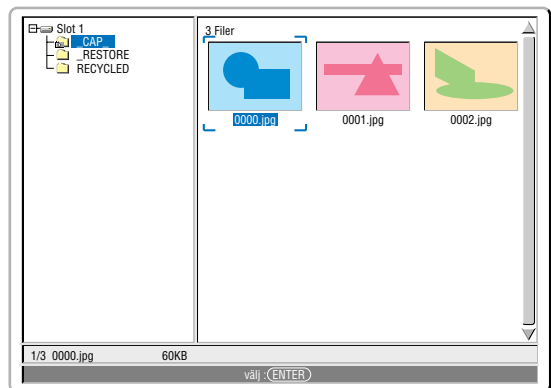 Slot 1
_CAP_
_RESTORE
RECYCLED
3 Filer
0000.jpg 0001.jpg 0002.jpg
1/3 0000.jpg 60KB
välj :ENTER